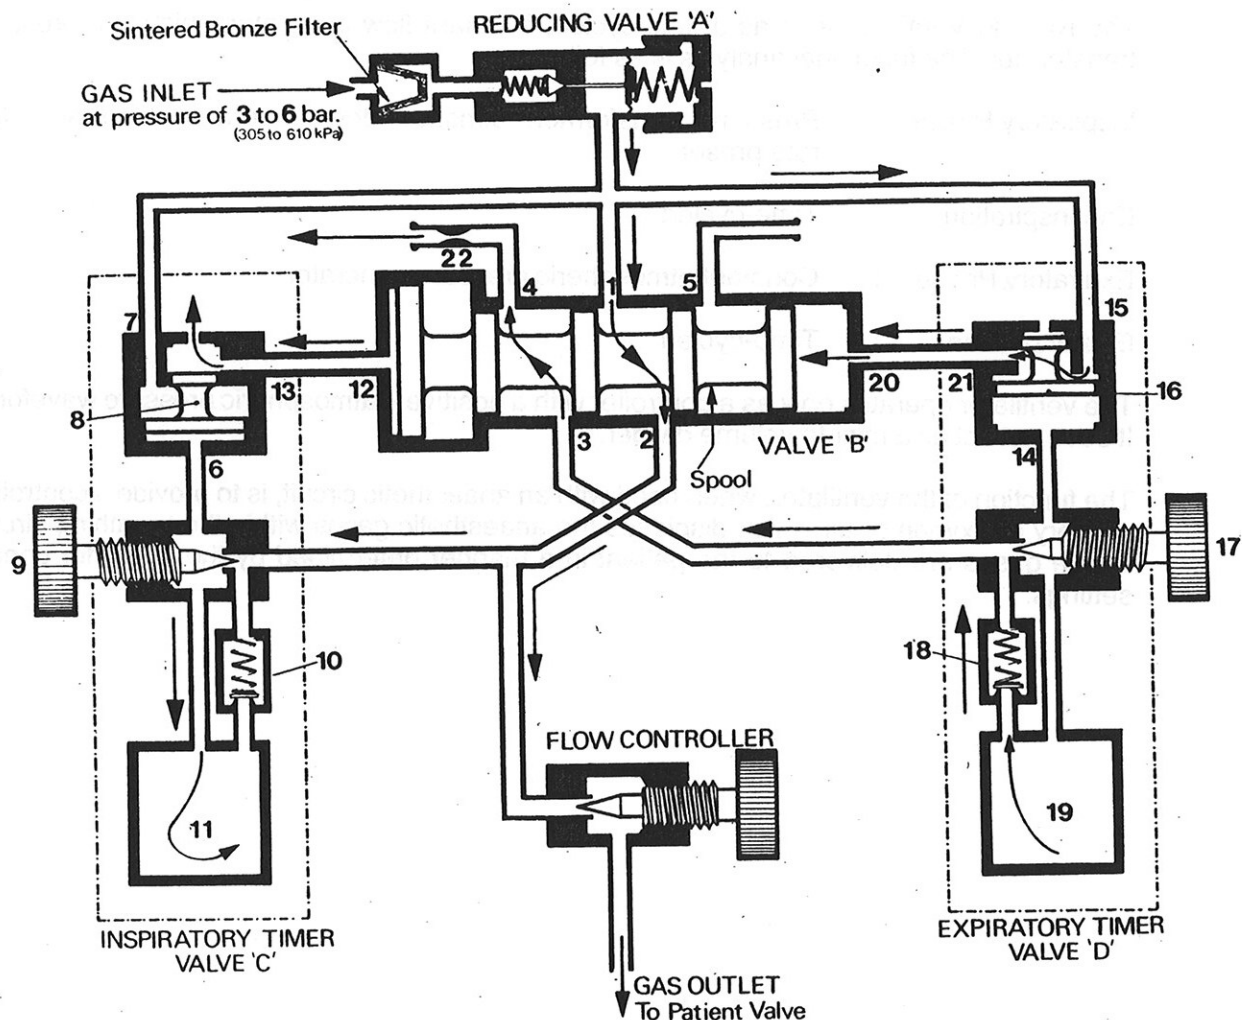 REDUCING VALVE 'A'
Sintered Bronze Filter
GAS INLET
at pressure of 3 to 6 bar.
(305 to 610 kPa)
22
4
1
5
7
15
8
13
12
20
21
16
3
2
VALVE 'B'
6
Spool
14
9
17
10
18
FLOW CONTROLLER
11
19
INSPIRATORY TIMER
VALVE 'C'
EXPIRATORY TIMER
VALVE 'D'
GAS OUTLET
To Patient Valve